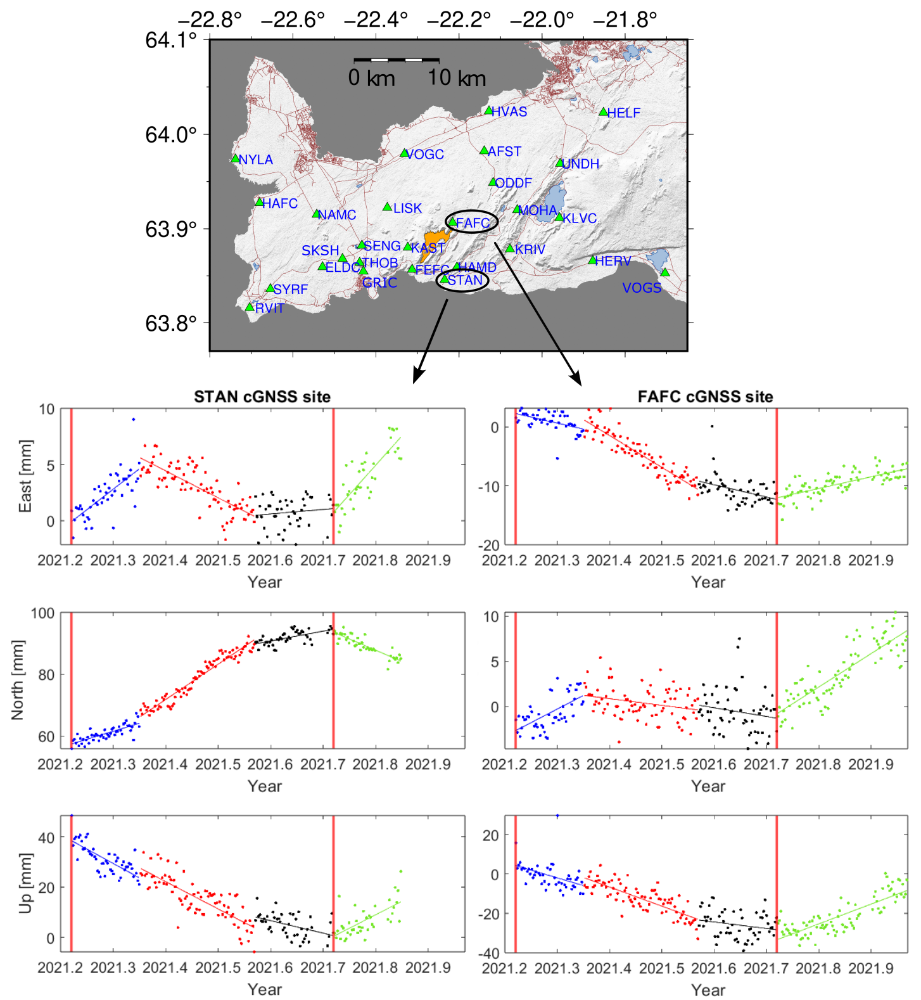 −22.8° −22.6° −22.4° −22.2° −22.0° −21.8°
64.1°
0 km 10 km
HVAS
HELF
64.0°
VOGC
AFST
NYLA
UNDH
ODDF
HAFC
LISK
MOHA
NAMC
KLVC
FAFC
63.9°
SENG
KAST
SKSH
KRIV
THOB
HERV
ELDC
HAMD
FEFC
GRIC
STAN
VOGS
SYRF
RVIT
63.8°
STAN cGNSS site
FAFC cGNSS site
East [mm]
10
5
0
2021.2 2021.3 2021.4 2021.5 2021.6 2021.7 2021.8 2021.9
Year
0
-10
-20
2021.2 2021.3 2021.4 2021.5 2021.6 2021.7 2021.8 2021.9
Year
North [mm]
100
80
60
2021.2 2021.3 2021.4 2021.5 2021.6 2021.7 2021.8 2021.9
Year
10
5
0
2021.2 2021.3 2021.4 2021.5 2021.6 2021.7 2021.8 2021.9
Year
Up [mm]
40
20
0
2021.2 2021.3 2021.4 2021.5 2021.6 2021.7 2021.8 2021.9
Year
20
0
-20
-40
2021.2 2021.3 2021.4 2021.5 2021.6 2021.7 2021.8 2021.9
Year